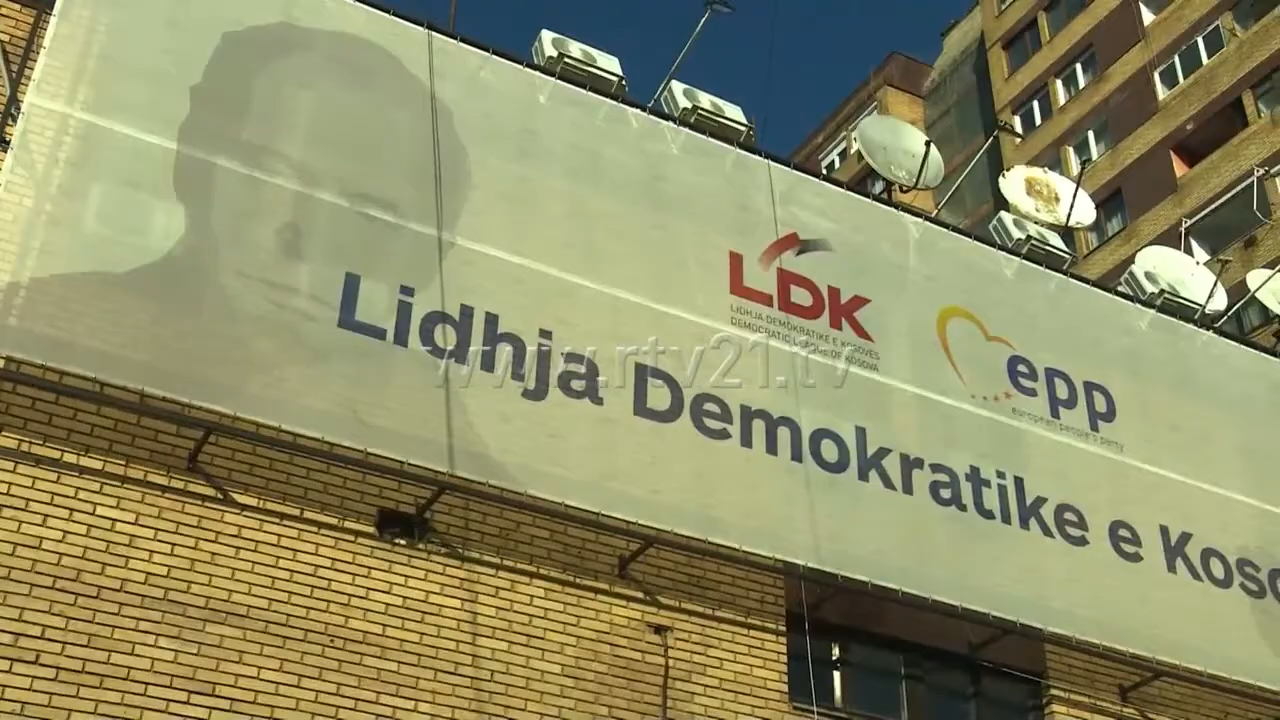 LDK
LIDHJA DEMOKRATIKE E KOSOVËS
DEMOCRATIC LEAGUE OF KOSOVA
epp
european people's party
Lidhja Demokratike e Koso
www.rtv21.tv